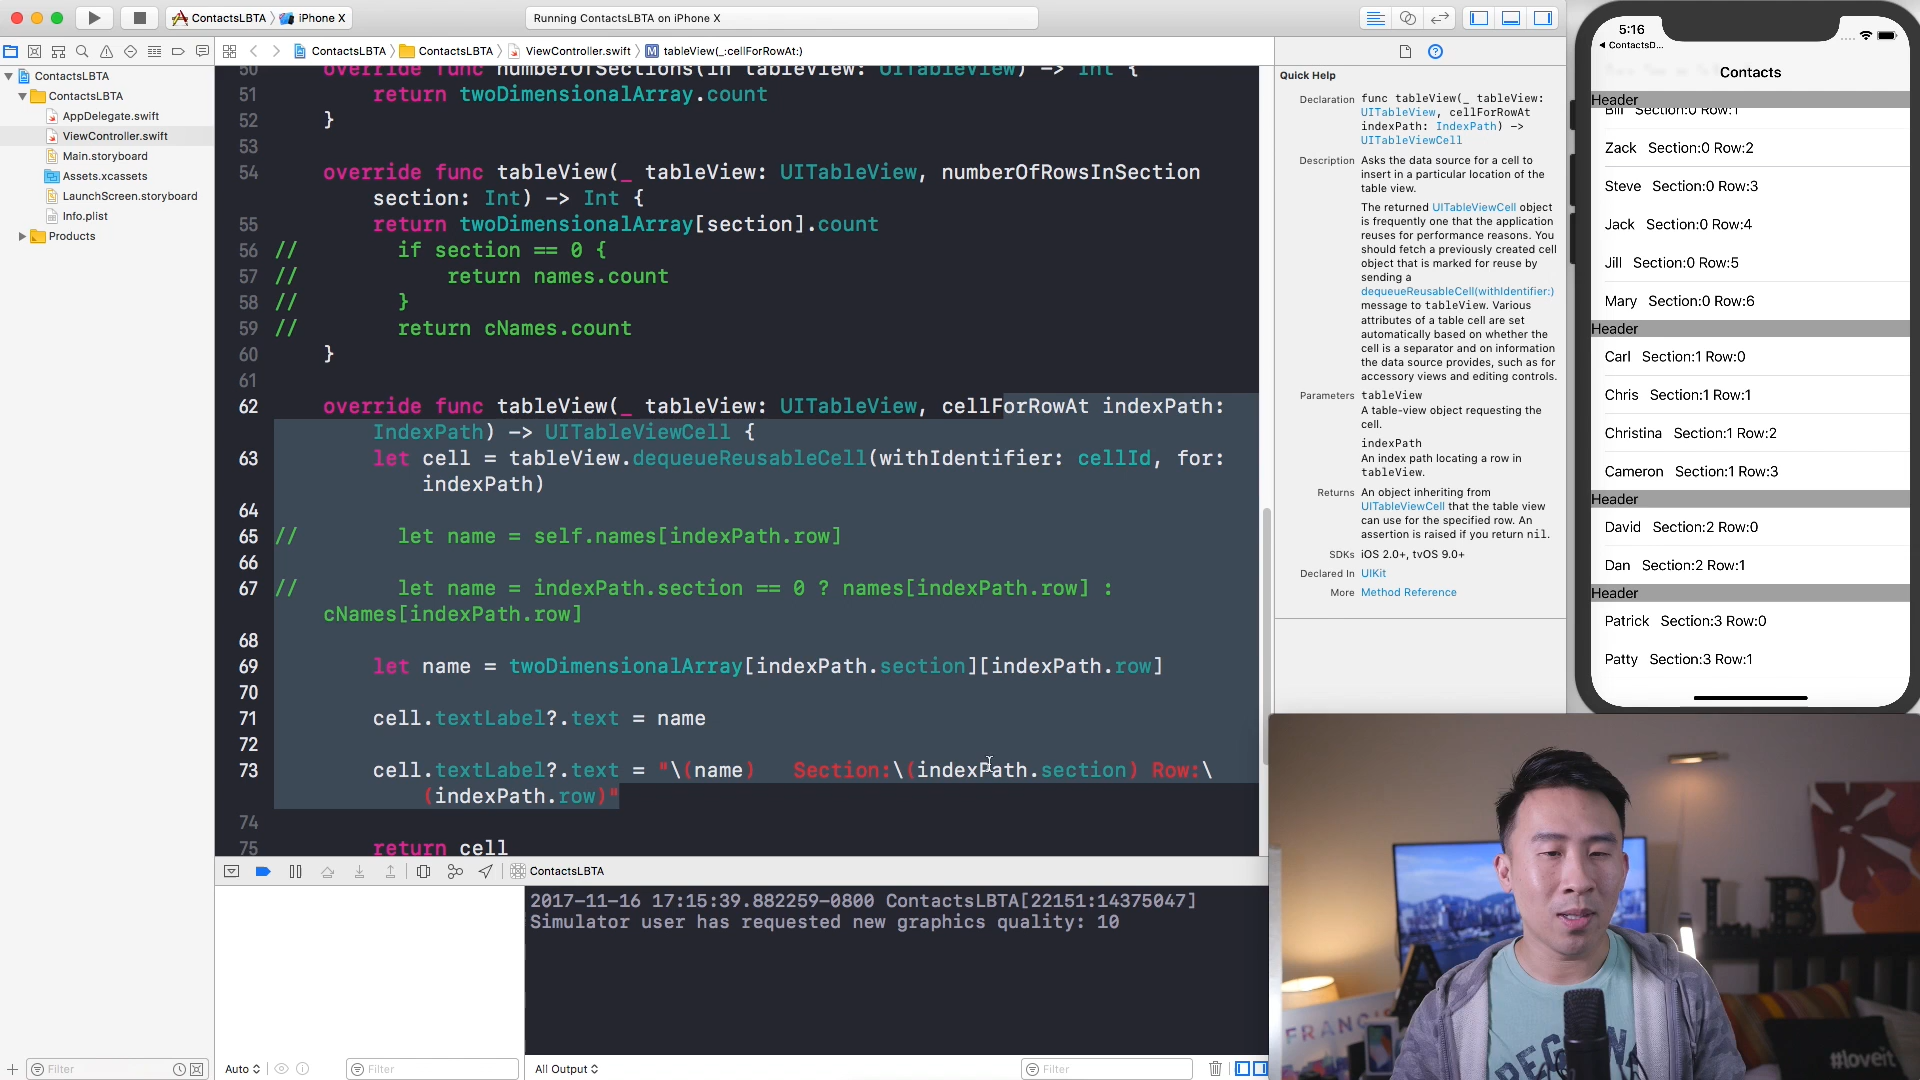 ContactsLBTA › iPhone X
Running ContactsLBTA on iPhone X
ContactsLBTA
ContactsLBTA
ViewController.swift
tableView(_:cellForRowAt:)
ContactsLBTA
ContactsLBTA
AppDelegate.swift
ViewController.swift
Main.storyboard
Assets.xcassets
LaunchScreen.storyboard
Info.plist
Products
50 override func numberOfSections(in tableView: UITableView) -> Int {
51 return twoDimensionalArray.count
52 }
53
54 override func tableView(_ tableView: UITableView, numberOfRowsInSection
section: Int) -> Int {
55 return twoDimensionalArray[section].count
56 // if section == 0 {
57 // return names.count
58 // }
59 // return cNames.count
60 }
61
62 override func tableView(_ tableView: UITableView, cellForRowAt indexPath:
IndexPath) -> UITableViewCell {
63 let cell = tableView.dequeueReusableCell(withIdentifier: cellId, for:
indexPath)
64
65 // let name = self.names[indexPath.row]
66
67 // let name = indexPath.section == 0 ? names[indexPath.row] :
cNames[indexPath.row]
68
69 let name = twoDimensionalArray[indexPath.section][indexPath.row]
70
71 cell.textLabel?.text = name
72
73 cell.textLabel?.text = "\(name)   Section:\(indexPath.section) Row:\
(indexPath.row)"
74
75 return cell
ContactsLBTA
2017-11-16 17:15:39.882259-0800 ContactsLBTA[22151:14375047]
Simulator user has requested new graphics quality: 10
Filter
Auto
Filter
All Output
Filter
Quick Help
Declaration func tableView(_ tableView:
UITableView, cellForRowAt
indexPath: IndexPath) ->
UITableViewCell
Description Asks the data source for a cell to
insert in a particular location of the
table view.
The returned UITableViewCell object
is frequently one that the application
reuses for performance reasons. You
should fetch a previously created cell
object that is marked for reuse by
sending a
dequeueReusableCell(withIdentifier:)
message to tableView. Various
attributes of a table cell are set
automatically based on whether the
cell is a separator and on information
the data source provides, such as for
accessory views and editing controls.
Parameters tableView
A table-view object requesting the
cell.
indexPath
An index path locating a row in
tableView.
Returns An object inheriting from
UITableViewCell that the table view
can use for the specified row. An
assertion is raised if you return nil.
SDKs iOS 2.0+, tvOS 9.0+
Declared In UIKit
More Method Reference
5:16
ContactsD...
Contacts
Header
Bill Section:0 Row:1
Zack Section:0 Row:2
Steve Section:0 Row:3
Jack Section:0 Row:4
Jill Section:0 Row:5
Mary Section:0 Row:6
Header
Carl Section:1 Row:0
Chris Section:1 Row:1
Christina Section:1 Row:2
Cameron Section:1 Row:3
Header
David Section:2 Row:0
Dan Section:2 Row:1
Header
Patrick Section:3 Row:0
Patty Section:3 Row:1
LB
FRANCIS
#loveit